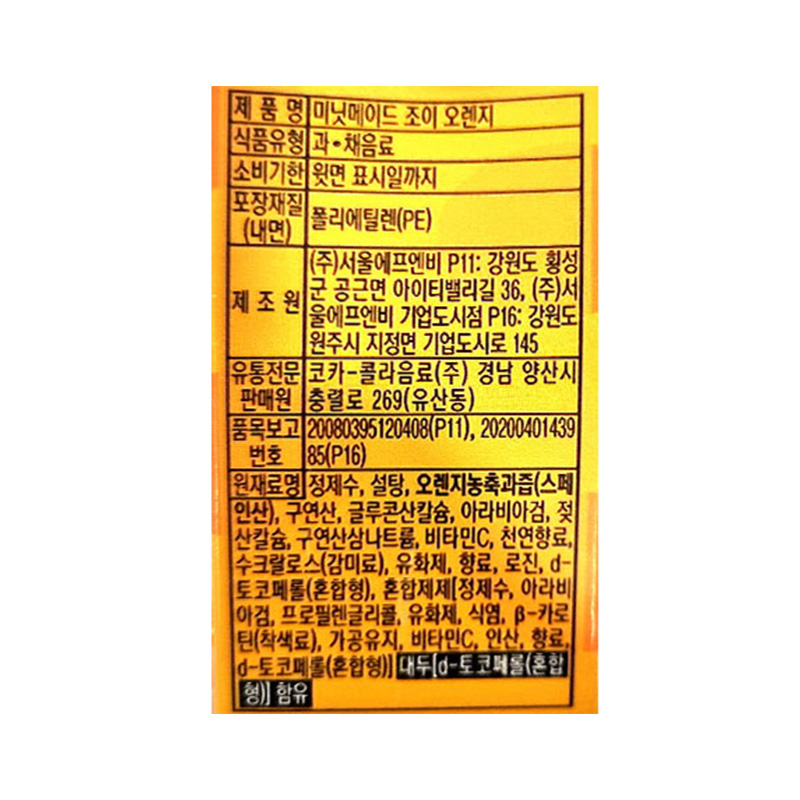 제 품 명 미닛메이드 조이 오렌지
식품유형 과•채음료
소비기한 윗면 표시일까지
포장재질
(내면) 폴리에틸렌(PE)
제 조 원 (주)서울에프엔비 P11: 강원도 횡성
군 공근면 아이티밸리길 36, (주)서
울에프엔비 기업도시점 P16: 강원도
원주시 지정면 기업도시로 145
유통전문 코카-콜라음료(주) 경남 양산시
판매원 충렬로 269(유산동)
품목보고 20080395120408(P11), 20200401439
번호 85(P16)
원재료명 정제수, 설탕, 오렌지농축과즙(스페
인산), 구연산, 글루콘산칼슘, 아라비아검, 젖
산칼슘, 구연산삼나트륨, 비타민C, 천연향료,
수크랄로스(감미료), 유화제, 향료, 로진, d-
토코페롤(혼합형), 혼합제제[정제수, 아라비
아검, 프로필렌글리콜, 유화제, 식염, β-카로
틴(착색료), 가공유지, 비타민C, 인산, 향료,
d-토코페롤(혼합형)] 대두[d-토코페롤(혼합
형)] 함유